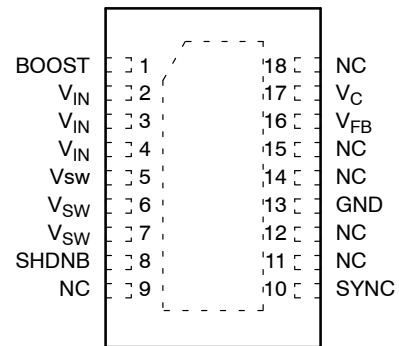 BOOST 1 18 NC
VIN 2 17 VC
VIN 3 16 VFB
VIN 4 15 NC
Vsw 5 14 NC
VSW 6 13 GND
VSW 7 12 NC
SHDNB 8 11 NC
NC 9 10 SYNC